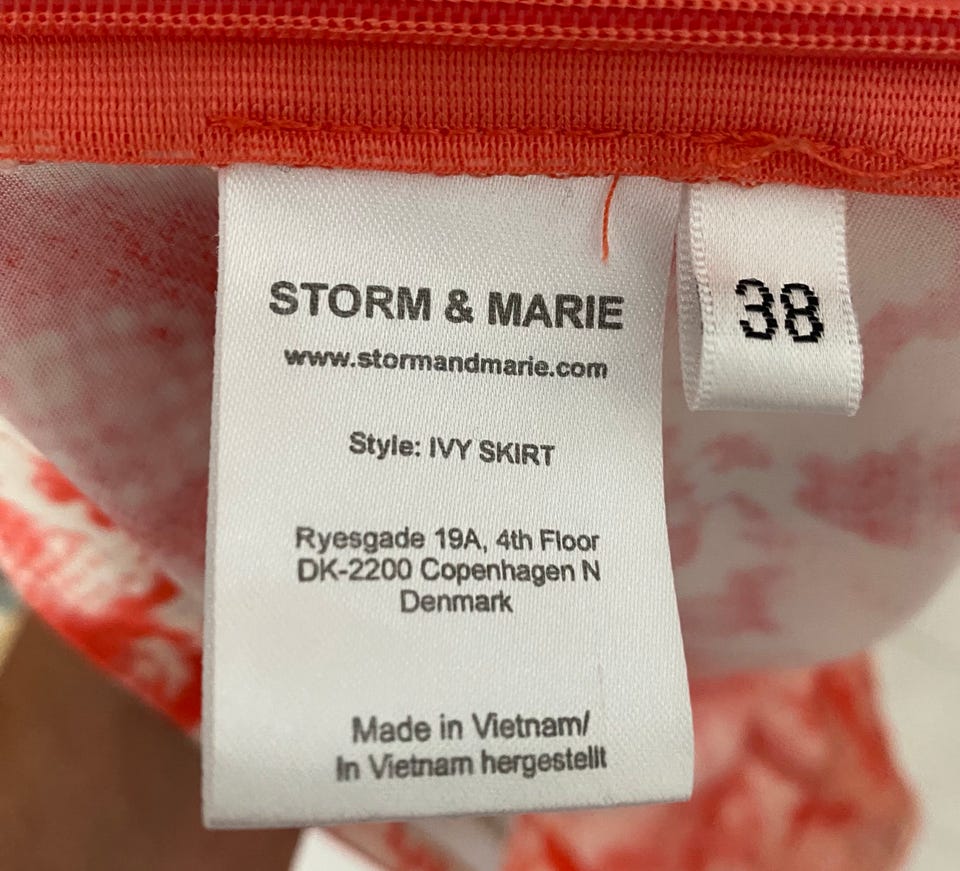 STORM & MARIE
www.stormandmarie.com
Style: IVY SKIRT
Ryesgade 19A, 4th Floor
DK-2200 Copenhagen N
Denmark
Made in Vietnam/
In Vietnam hergestellt
38